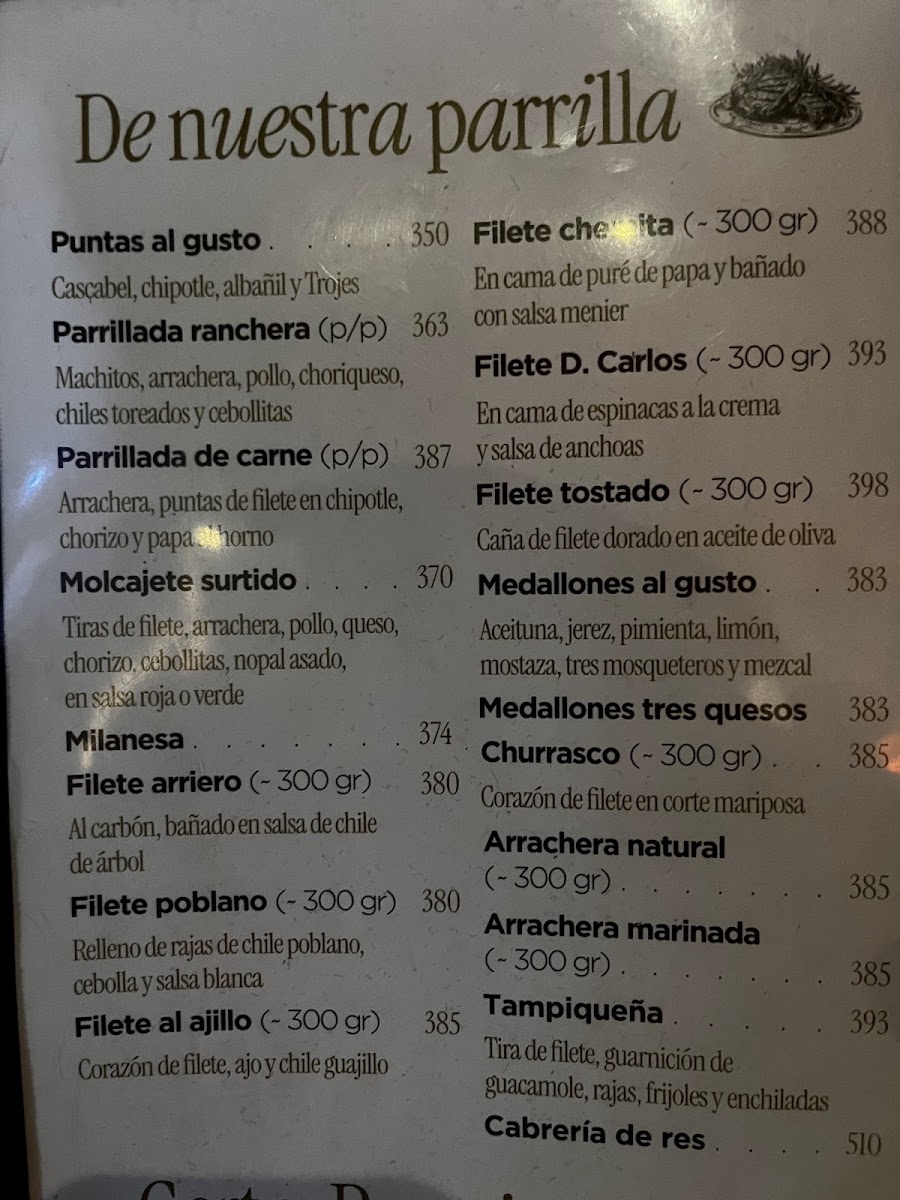 De nuestra parrilla
Puntas al gusto . . . . . 350
Casçabel, chipotle, albañil y Trojes
Parrillada ranchera (p/p) 363
Machitos, arrachera, pollo, choriqueso,
chiles toreados y cebollitas
Parrillada de carne (p/p) 387
Arrachera, puntas de filete en chipotle,
chorizo y papa al horno
Molcajete surtido . . . . 370
Tiras de filete, arrachera, pollo, queso,
chorizo, cebollitas, nopal asado,
en salsa roja o verde
Milanesa . . . . . . . 374
Filete arriero (~ 300 gr) 380
Al carbón, bañado en salsa de chile
de árbol
Filete poblano (~ 300 gr) 380
Relleno de rajas de chile poblano,
cebolla y salsa blanca
Filete al ajillo (~ 300 gr) 385
Corazón de filete, ajo y chile guajillo
Filete (~ 300 gr) 388
En cama de puré de papa y bañado
con salsa menier
Filete D. Carlos (~ 300 gr) 393
En cama de espinacas a la crema
y salsa de anchoas
Filete tostado (~ 300 gr) 398
Caña de filete dorado en aceite de oliva
Medallones al gusto . . 383
Aceituna, jerez, pimienta, limón,
mostaza, tres mosqueteros y mezcal
Medallones tres quesos 383
Churrasco (~ 300 gr) . . 385
Corazón de filete en corte mariposa
Arrachera natural
(~ 300 gr) . . . . . . . 385
Arrachera marinada
(~ 300 gr) . . . . . . . 385
Tampiqueña . . . . . 393
Tira de filete, guarnición de
guacamole, rajas, frijoles y enchiladas
Cabrería de res . . . . 510